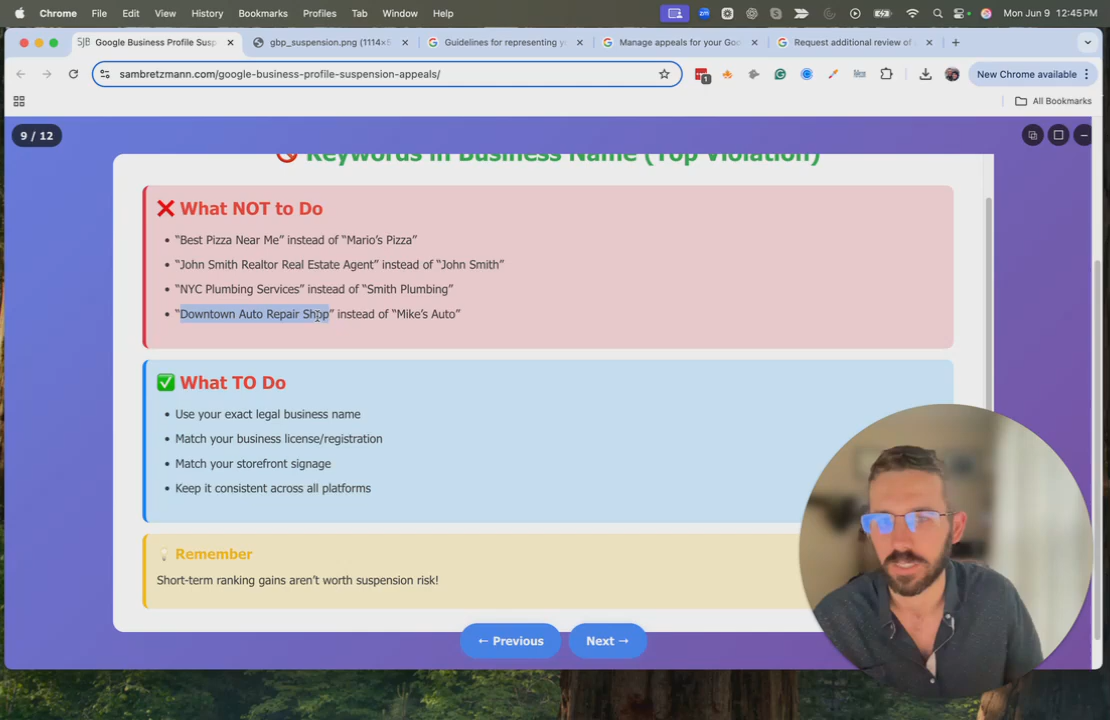 Chrome File Edit View History Bookmarks Profiles Tab Window Help Mon Jun 9 12:45 PM
Google Business Profile Susp
gbp_suspension.png (1114×5
Guidelines for representing y
Manage appeals for your Goo
Request additional review of
sambretzmann.com/google-business-profile-suspension-appeals/
1
New Chrome available
All Bookmarks
9 / 12
Keywords in Business Name (Top Violation)
What NOT to Do
• “Best Pizza Near Me” instead of “Mario’s Pizza”
• “John Smith Realtor Real Estate Agent” instead of “John Smith”
• “NYC Plumbing Services” instead of “Smith Plumbing”
• “Downtown Auto Repair Shop” instead of “Mike’s Auto”
What TO Do
• Use your exact legal business name
• Match your business license/registration
• Match your storefront signage
• Keep it consistent across all platforms
Remember
Short-term ranking gains aren’t worth suspension risk!
← Previous
Next →